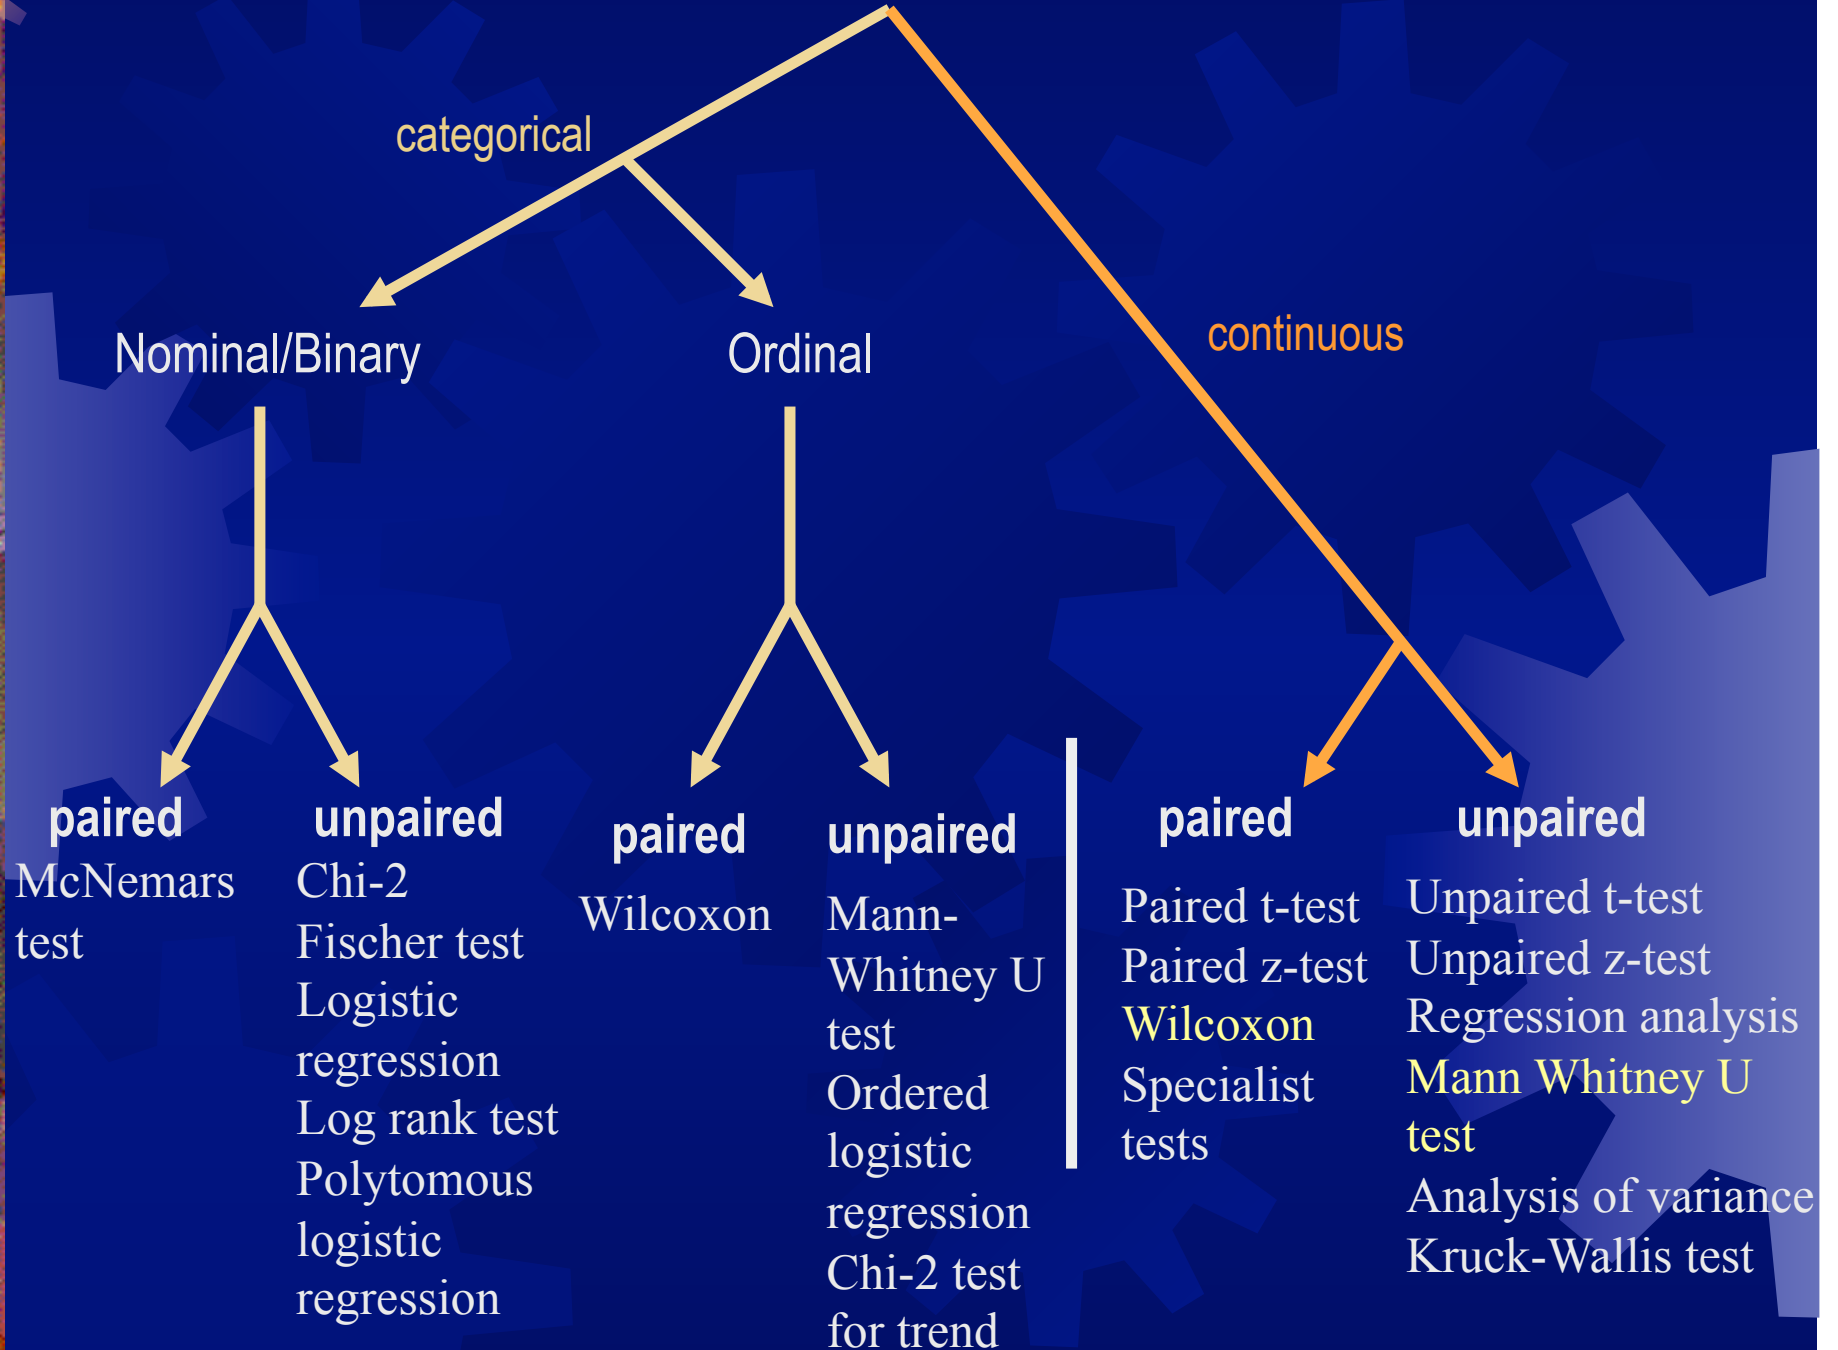 categorical
continuous
Nominal/Binary
Ordinal
paired
McNemars
test
unpaired
Chi-2
Fischer test
Logistic
regression
Log rank test
Polytomous
logistic
regression
paired
Wilcoxon
unpaired
Mann-
Whitney U
test
Ordered
logistic
regression
Chi-2 test
for trend
paired
Paired t-test
Paired z-test
Wilcoxon
Specialist
tests
unpaired
Unpaired t-test
Unpaired z-test
Regression analysis
Mann Whitney U
test
Analysis of variance
Kruck-Wallis test